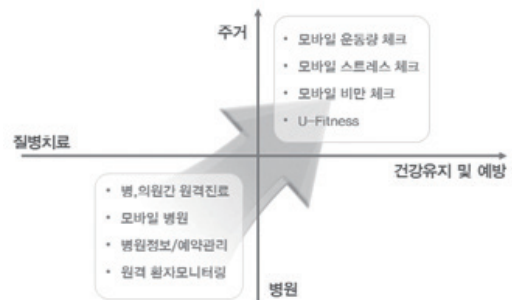 주거
• 모바일 운동량 체크
• 모바일 스트레스 체크
• 모바일 비만 체크
• U-Fitness
질병치료
건강유지 및 예방
• 병,의원간 원격진료
• 모바일 병원
• 병원정보/예약관리
• 원격 환자모니터링
병원